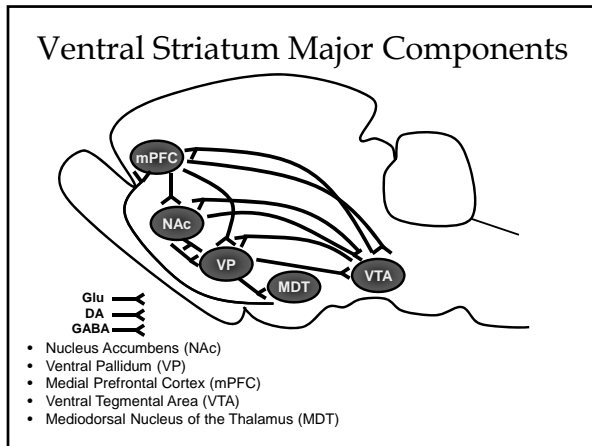 Ventral Striatum Major Components
mPFC
NAc
VP
MDT
VTA
Glu
DA
GABA
• Nucleus Accumbens (NAc)
• Ventral Pallidum (VP)
• Medial Prefrontal Cortex (mPFC)
• Ventral Tegmental Area (VTA)
• Mediodorsal Nucleus of the Thalamus (MDT)